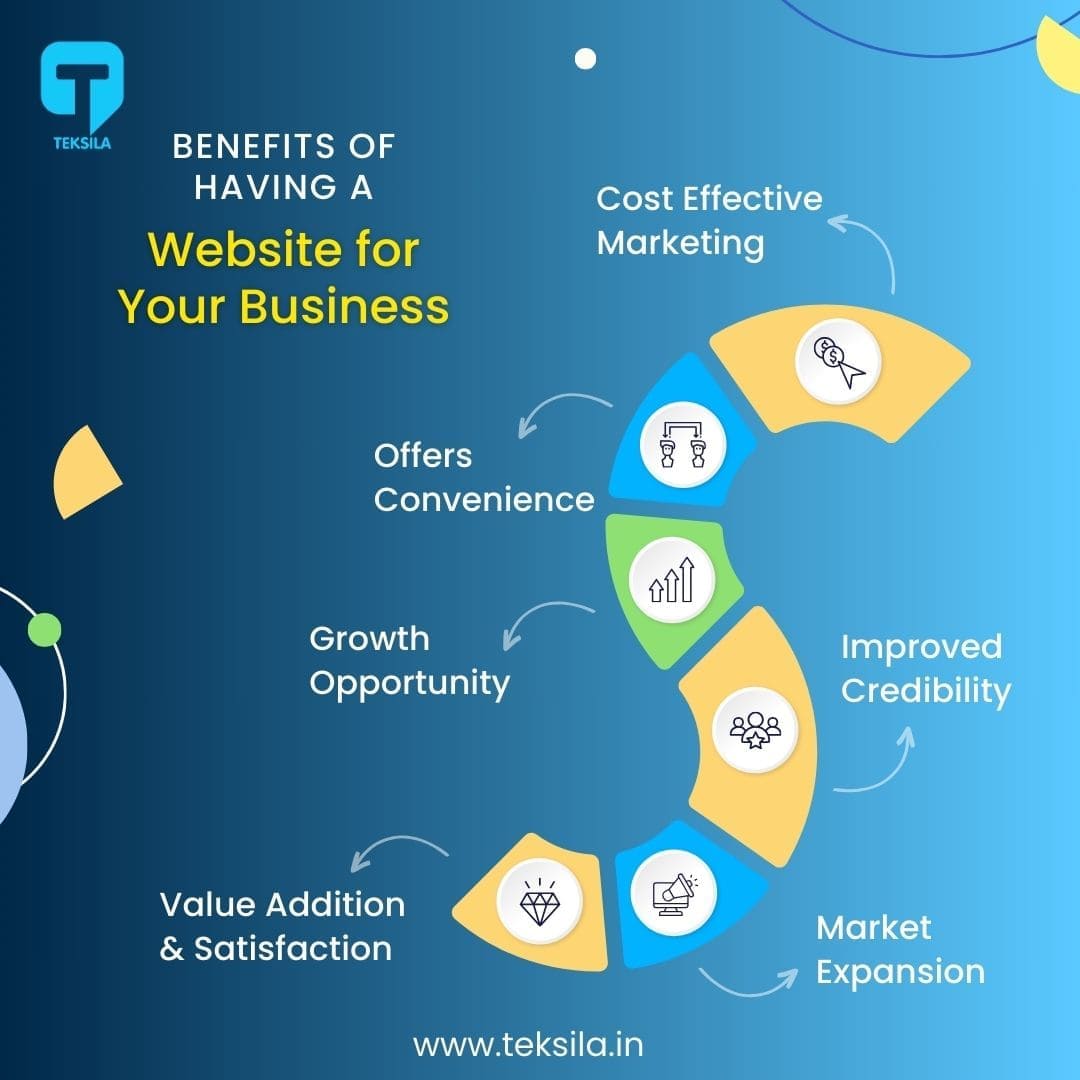 TEKSILA
BENEFITS OF
HAVING A
Website for
Your Business
Cost Effective
Marketing
Offers
Convenience
Growth
Opportunity
Improved
Credibility
Value Addition
& Satisfaction
Market
Expansion
www.teksila.in